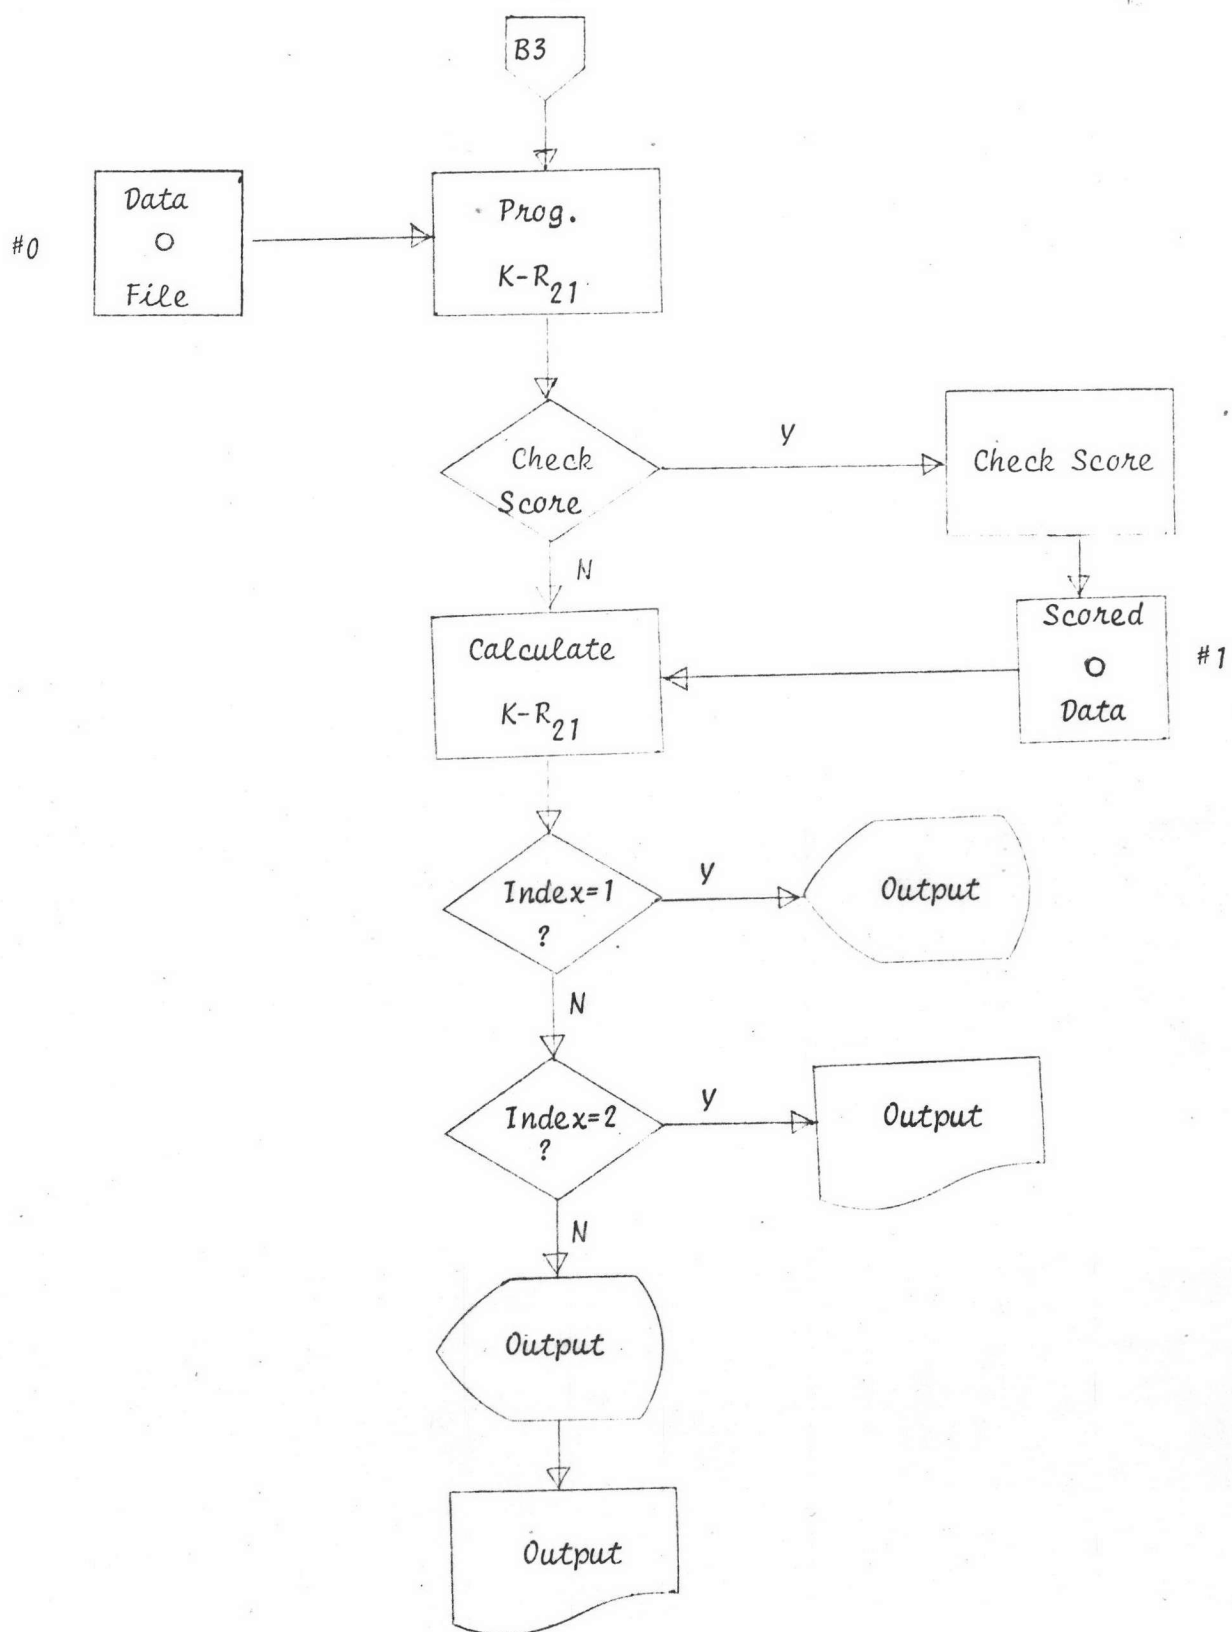 B3
#0
Data
O
File
Prog.
K-R21
Check
Score
Y
Check Score
N
Scored
O
Data
#1
Calculate
K-R21
Index=1
?
Y
Output
N
Index=2
?
Y
Output
N
Output
Output